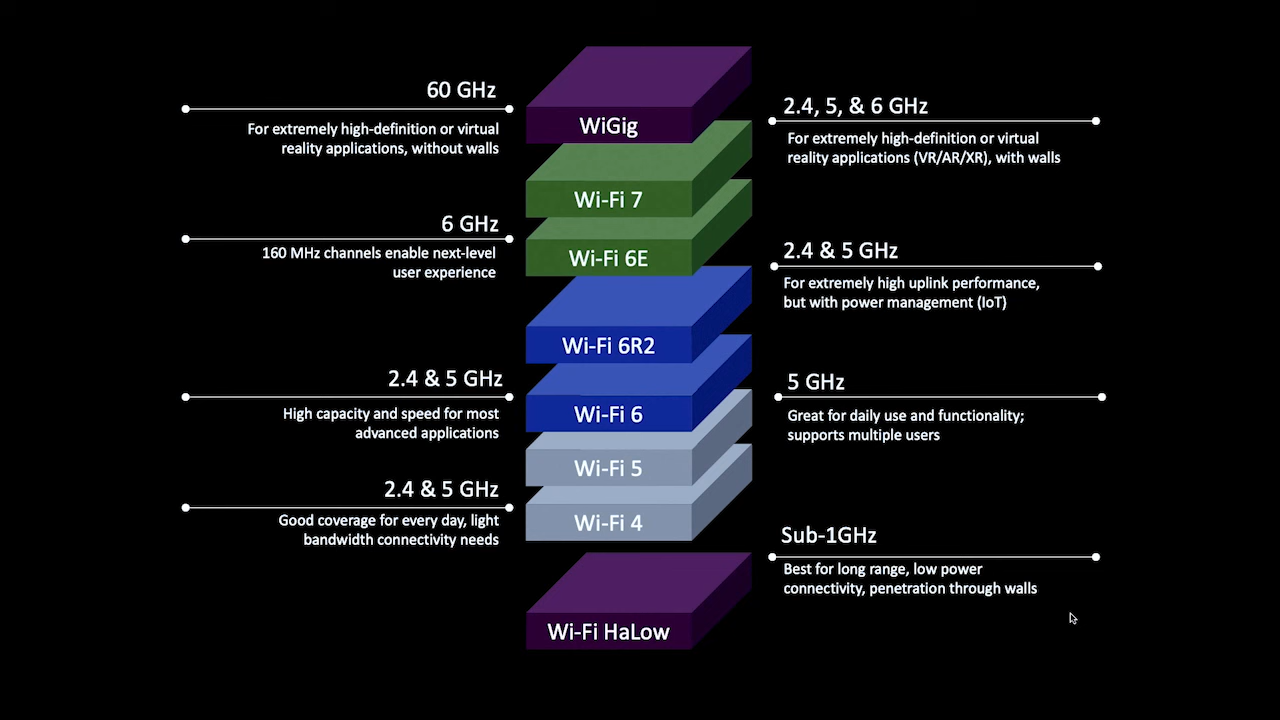 60 GHz
For extremely high-definition or virtual
reality applications, without walls
WiGig
2.4, 5, & 6 GHz
For extremely high-definition or virtual
reality applications (VR/AR/XR), with walls
Wi-Fi 7
6 GHz
160 MHz channels enable next-level
user experience
Wi-Fi 6E
2.4 & 5 GHz
For extremely high uplink performance,
but with power management (IoT)
Wi-Fi 6R2
2.4 & 5 GHz
High capacity and speed for most
advanced applications
Wi-Fi 6
5 GHz
Great for daily use and functionality;
supports multiple users
Wi-Fi 5
2.4 & 5 GHz
Good coverage for every day, light
bandwidth connectivity needs
Wi-Fi 4
Sub-1GHz
Best for long range, low power
connectivity, penetration through walls
Wi-Fi HaLow